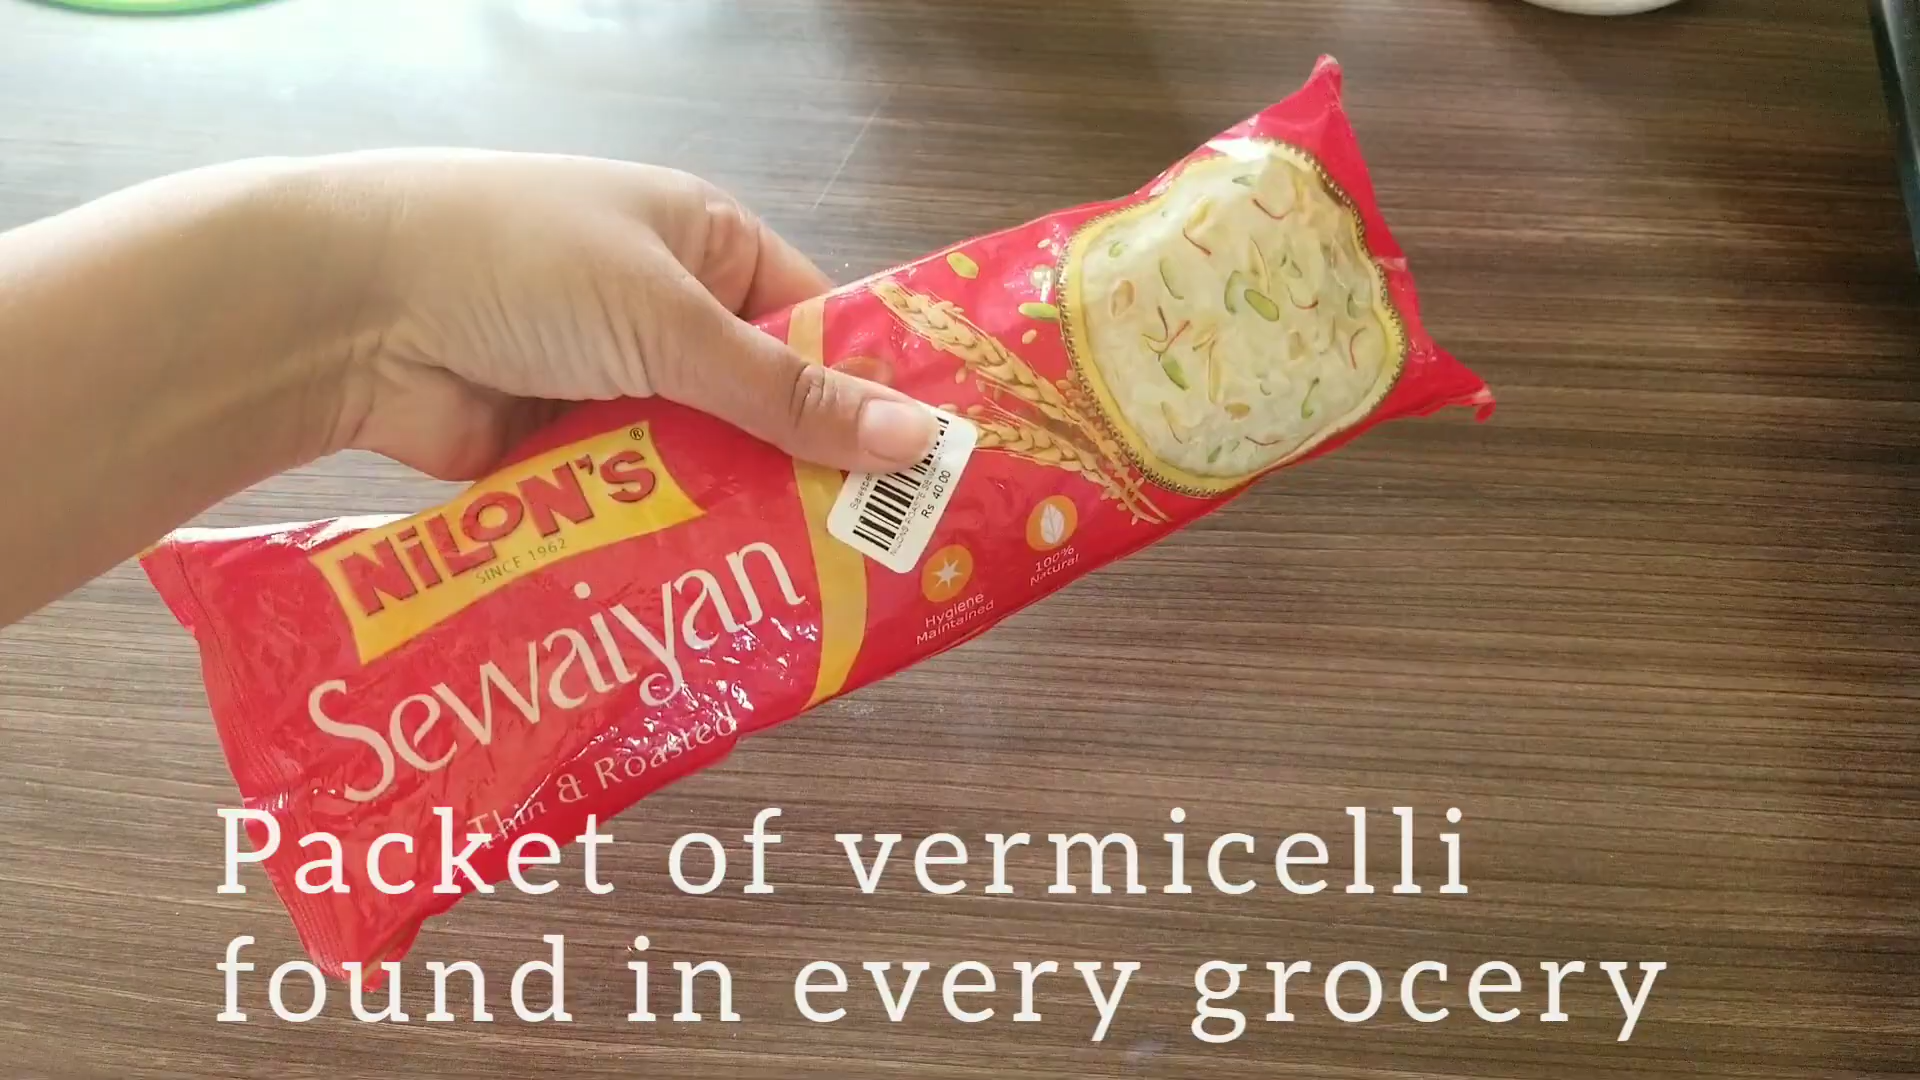 NiLON'S®
SINCE 1962
Sewaiyan
Thin & Roasted
Rs 40.00
Hygiene
Maintained
100%
Natural
Packet of vermicelli
found in every grocery